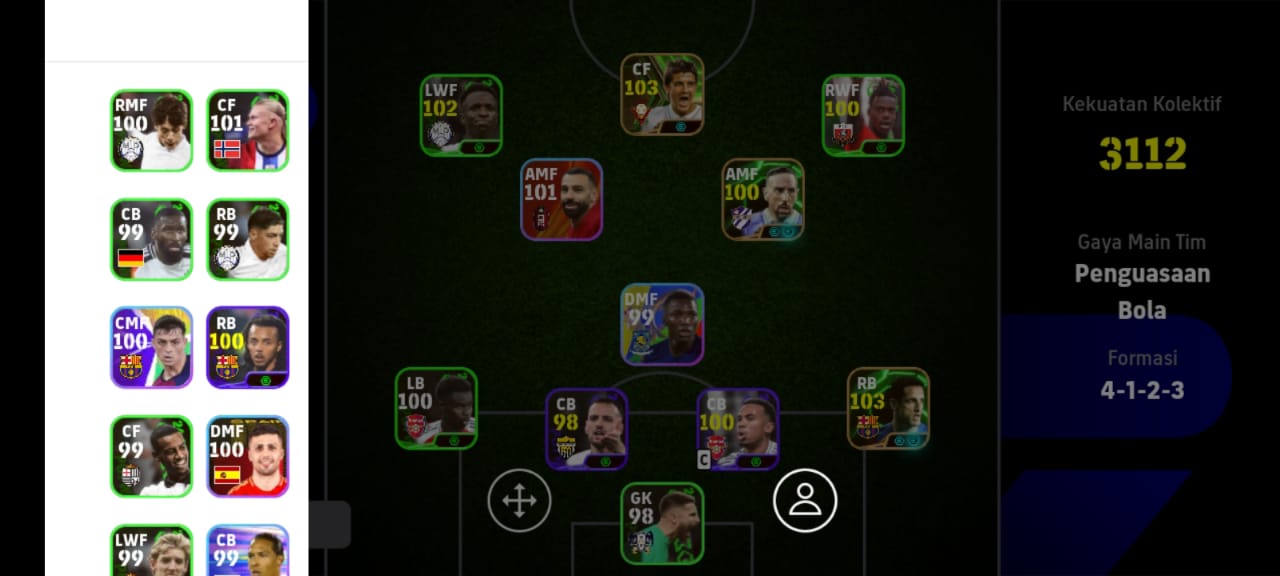 RMF
100
CF
101
CB
99
RB
99
CMF
100
RB
100
CF
99
DMF
100
LWF
99
CB
99
LWF
102
CF
103
RWF
100
AMF
101
AMF
100
DMF
99
LB
100
CB
98
CB
100
C
RB
103
GK
98
Kekuatan Kolektif
3112
Gaya Main Tim
Penguasaan
Bola
Formasi
4-1-2-3